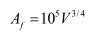 A_f = 10^5 V^{3/4}